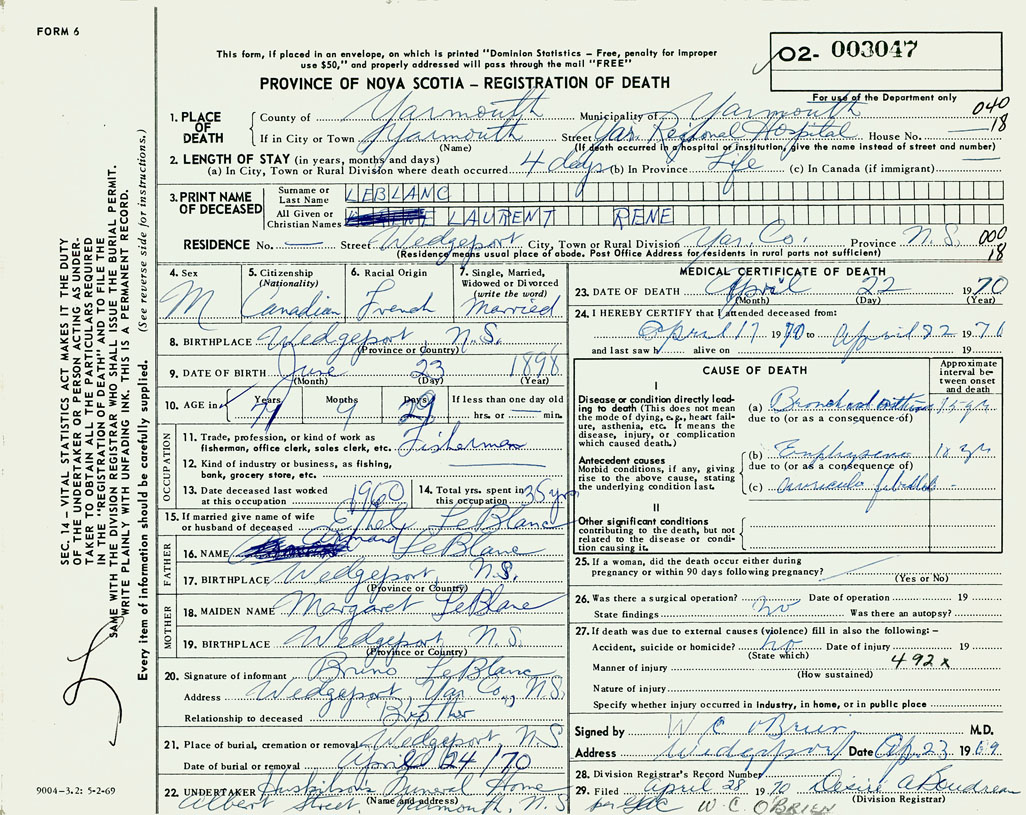 FORM 6
This form, if placed in an envelope, on which is printed "Dominion Statistics – Free, penalty for improper
use $50," and properly addressed will pass through the mail "FREE"
O2- 003047
PROVINCE OF NOVA SCOTIA – REGISTRATION OF DEATH
For use of the Department only
040
18
1. PLACE OF DEATH
County of Yarmouth Municipality of Yarmouth
If in City or Town Yarmouth Street Yar. Regional Hospital House No. —
(Name) (If death occurred in a hospital or institution, give the name instead of street and number)
2. LENGTH OF STAY (in years, months and days)
(a) In City, Town or Rural Division where death occurred 4 days (b) In Province Life (c) In Canada (if immigrant) —
3. PRINT NAME OF DECEASED
Surname or Last Name LEBLANC
All Given or Christian Names LAURENT RENE
RESIDENCE No. — Street Wedgeport City, Town or Rural Division Yar. Co. Province N.S.
(Residence means usual place of abode. Post Office Address for residents in rural parts not sufficient)
000
18
4. Sex M
5. Citizenship (Nationality) Canadian
6. Racial Origin French
7. Single, Married, Widowed or Divorced (write the word) Married
8. BIRTHPLACE Wedgeport, N.S.
(Province or Country)
9. DATE OF BIRTH June 23 1898
(Month) (Day) (Year)
10. AGE in Years 71 Months 9 Days 29 If less than one day old
hrs. or — min.
OCCUPATION
11. Trade, profession, or kind of work as
fisherman, office clerk, sales clerk, etc. Fisherman
12. Kind of industry or business, as fishing,
bank, grocery store, etc. —
13. Date deceased last worked
at this occupation 1960
14. Total yrs. spent in
this occupation 35 yrs
15. If married give name of wife
or husband of deceased Ethel LeBlanc
FATHER
16. NAME Armand LeBlanc
17. BIRTHPLACE Wedgeport, N.S.
(Province or Country)
MOTHER
18. MAIDEN NAME Margaret LeBlanc
19. BIRTHPLACE Wedgeport, N.S.
(Province or Country)
20. Signature of informant Bruno LeBlanc
Address Wedgeport, Yar. Co., N.S.
Relationship to deceased Brother
21. Place of burial, cremation or removal Wedgeport N.S.
Date of burial or removal April 24/70
22. UNDERTAKER Huskilson's Funeral Home
(Name and address)
Albert Street, Yarmouth, N.S.
MEDICAL CERTIFICATE OF DEATH
23. DATE OF DEATH April 22 1970
(Month) (Day) (Year)
24. I HEREBY CERTIFY that I attended deceased from:
April 17 1970 to April 22 1970
and last saw h alive on 19
CAUSE OF DEATH
Approximate interval between onset and death
I
Disease or condition directly lead-
ing to death (This does not mean
the mode of dying, e.g., heart fail-
ure, asthenia, etc. It means the
disease, injury, or complication
which caused death.)
(a) Bronchial asthma
due to (or as a consequence of)
Antecedent causes
Morbid conditions, if any, giving
rise to the above cause, stating
the underlying condition last.
(b) Emphysema
due to (or as a consequence of)
(c) auricular fibrillat -
II
Other significant conditions
contributing to the death, but not
related to the disease or condi-
tion causing it.
25. If a woman, did the death occur either during
pregnancy or within 90 days following pregnancy?
(Yes or No)
26. Was there a surgical operation? no Date of operation 19
State findings Was there an autopsy?
27. If death was due to external causes (violence) fill in also the following: –
Accident, suicide or homicide? no Date of injury 19
(State which)
492x
Manner of injury
(How sustained)
Nature of injury
Specify whether injury occurred in Industry, in home, or in public place
Signed by W C O'Brien M.D.
Address Wedgeport Date Ap. 23 1969
28. Division Registrar's Record Number
29. Filed April 28 1970 Desire A Boudreau
(Division Registrar)
per
W. C. O'BRIEN
SEC. 14 – VITAL STATISTICS ACT MAKES IT THE DUTY
OF THE UNDERTAKER OR PERSON ACTING AS UNDER-
TAKER TO OBTAIN ALL THE PARTICULARS REQUIRED
IN THE "REGISTRATION OF DEATH" AND TO FILE THE
SAME WITH THE DIVISION REGISTRAR WHO SHALL ISSUE THE BURIAL PERMIT.
WRITE PLAINLY WITH UNFADING INK. THIS IS A PERMANENT RECORD.
Every item of information should be carefully supplied. (See reverse side for instructions.)
9004–3.2: 5-2-69